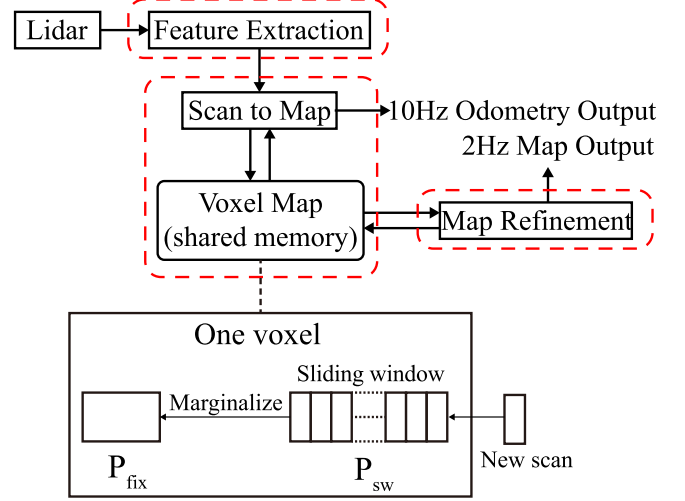 Lidar
Feature Extraction
Scan to Map
10Hz Odometry Output
2Hz Map Output
Voxel Map
(shared memory)
Map Refinement
One voxel
Sliding window
Marginalize
New scan
P_fix
P_sw